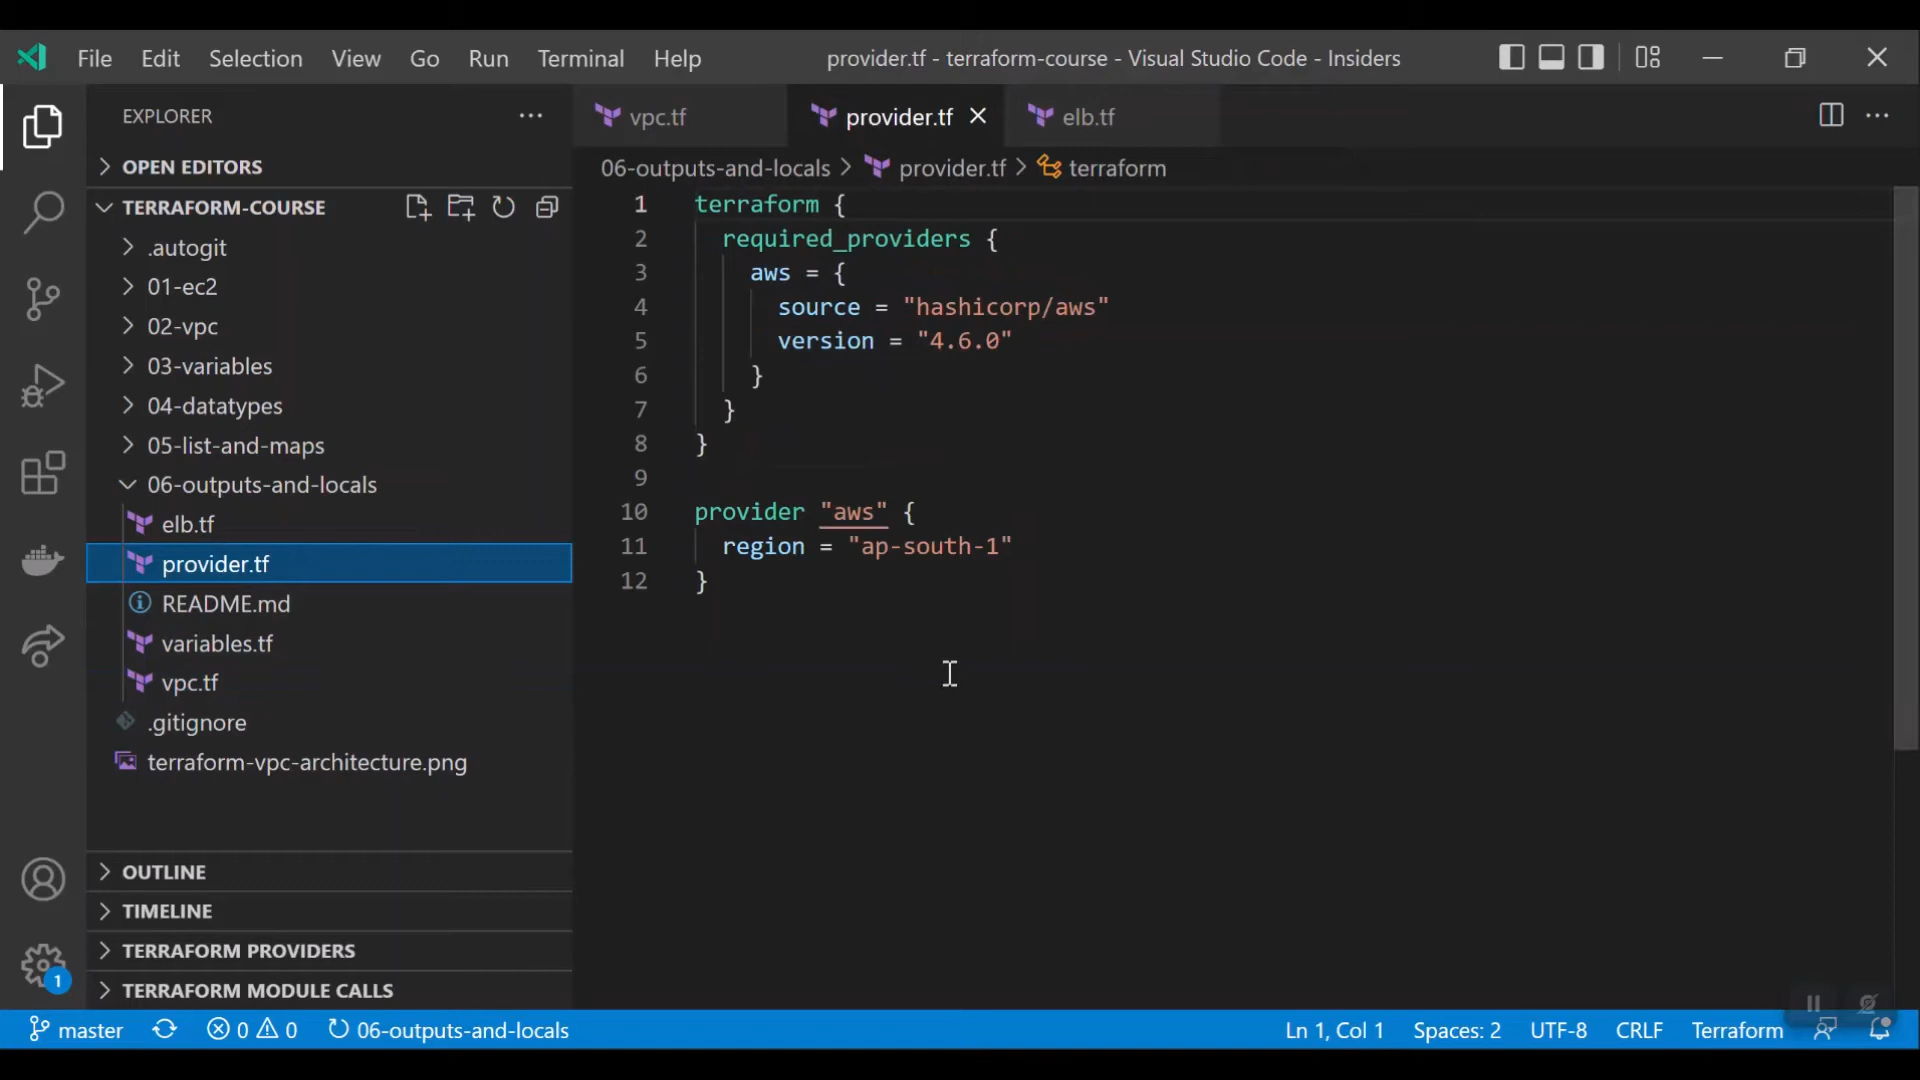 File Edit Selection View Go Run Terminal Help provider.tf - terraform-course - Visual Studio Code - Insiders
EXPLORER
OPEN EDITORS
TERRAFORM-COURSE
.autogit
01-ec2
02-vpc
03-variables
04-datatypes
05-list-and-maps
06-outputs-and-locals
elb.tf
provider.tf
README.md
variables.tf
vpc.tf
.gitignore
terraform-vpc-architecture.png
OUTLINE
TIMELINE
TERRAFORM PROVIDERS
TERRAFORM MODULE CALLS
1
vpc.tf provider.tf elb.tf
06-outputs-and-locals > provider.tf > terraform
1 terraform {
2   required_providers {
3     aws = {
4       source = "hashicorp/aws"
5       version = "4.6.0"
6     }
7   }
8 }
9
10 provider "aws" {
11   region = "ap-south-1"
12 }
master 0 0 06-outputs-and-locals Ln 1, Col 1 Spaces: 2 UTF-8 CRLF Terraform